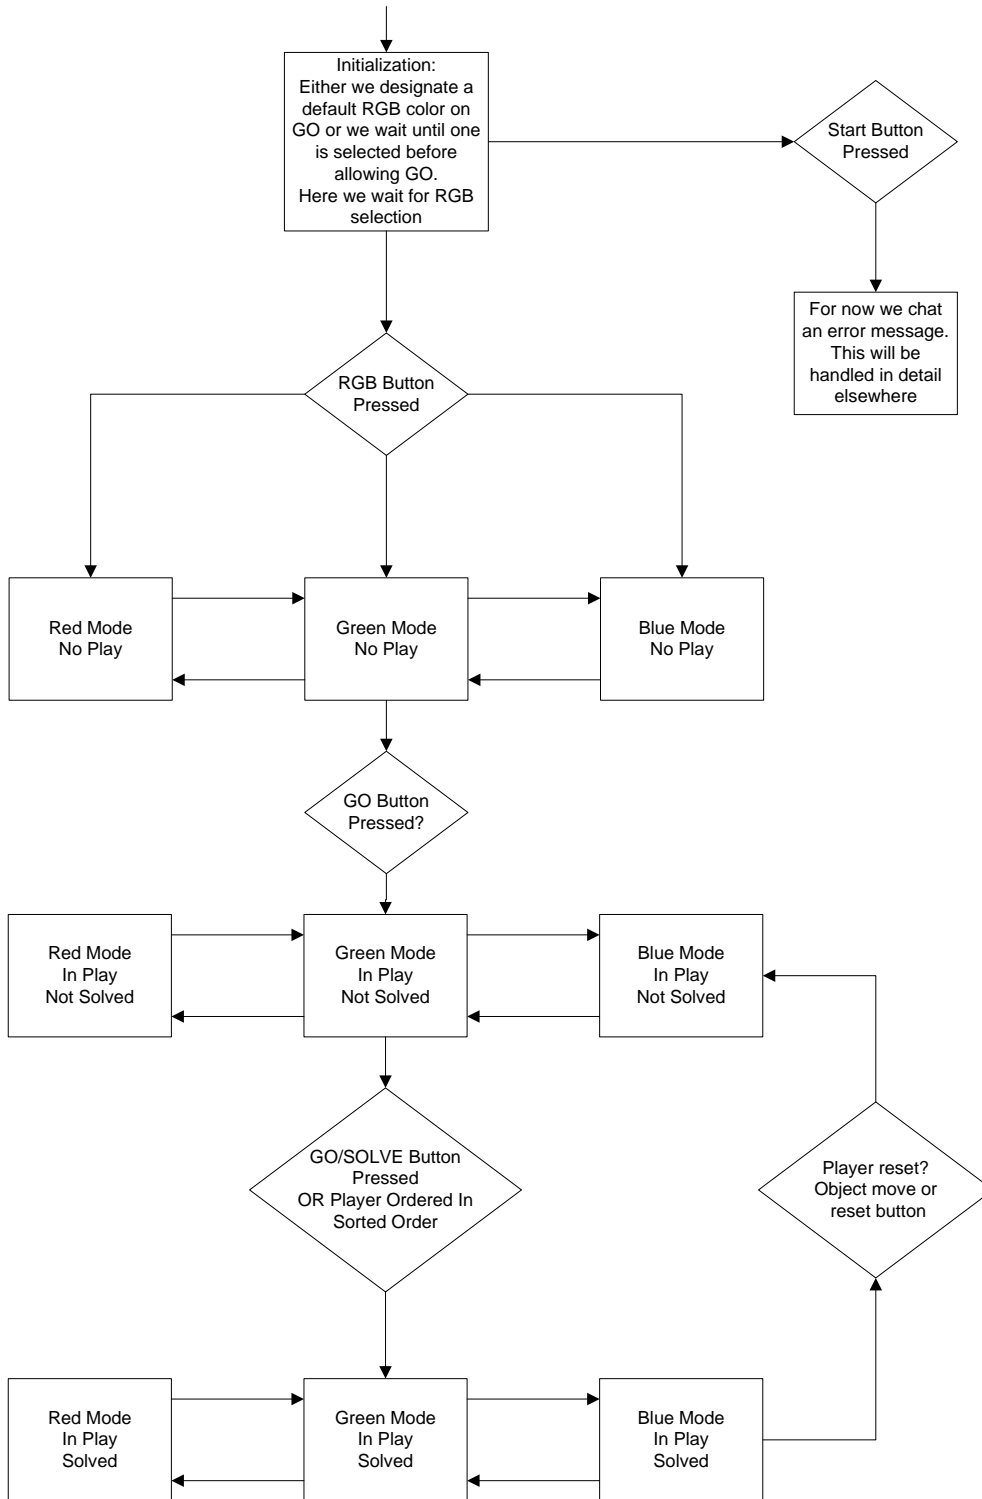 Initialization:
Either we designate a
default RGB color on
GO or we wait until one
is selected before
allowing GO.
Here we wait for RGB
selection
Start Button
Pressed
For now we chat
an error message.
This will be
handled in detail
elsewhere
RGB Button
Pressed
Red Mode
No Play
Green Mode
No Play
Blue Mode
No Play
GO Button
Pressed?
Red Mode
In Play
Not Solved
Green Mode
In Play
Not Solved
Blue Mode
In Play
Not Solved
GO/SOLVE Button
Pressed
OR Player Ordered In
Sorted Order
Player reset?
Object move or
reset button
Red Mode
In Play
Solved
Green Mode
In Play
Solved
Blue Mode
In Play
Solved